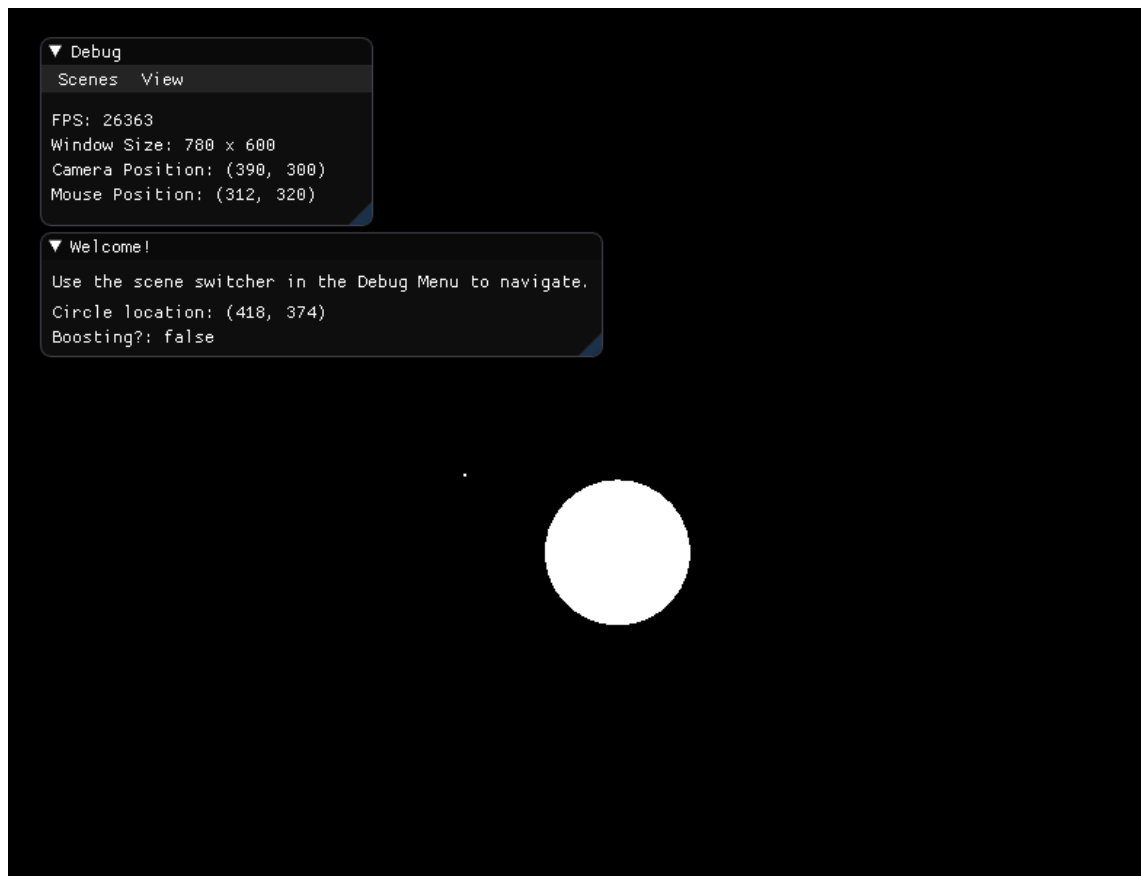 Debug
Scenes View
FPS: 26363
Window Size: 780 x 600
Camera Position: (390, 300)
Mouse Position: (312, 320)
Welcome!
Use the scene switcher in the Debug Menu to navigate.
Circle location: (418, 374)
Boosting?: false